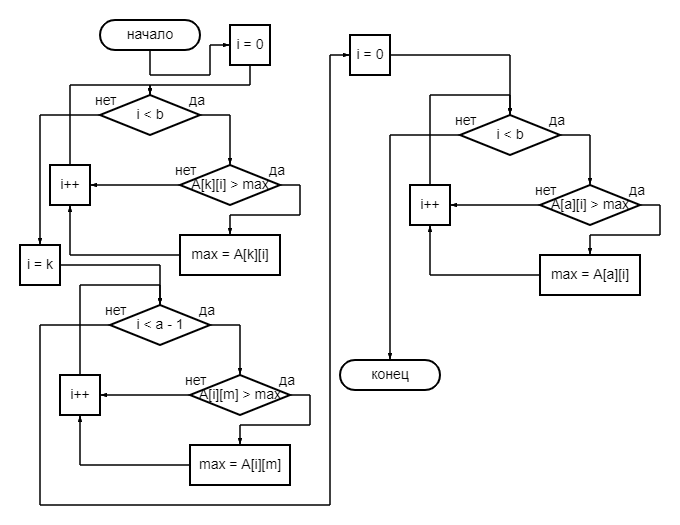 начало
i = 0
нет
да
i < b
нет
да
A[k][i] > max
i++
max = A[k][i]
i = k
нет
да
i < a - 1
нет
да
A[i][m] > max
i++
max = A[i][m]
i = 0
нет
да
i < b
нет
да
A[a][i] > max
i++
max = A[a][i]
конец